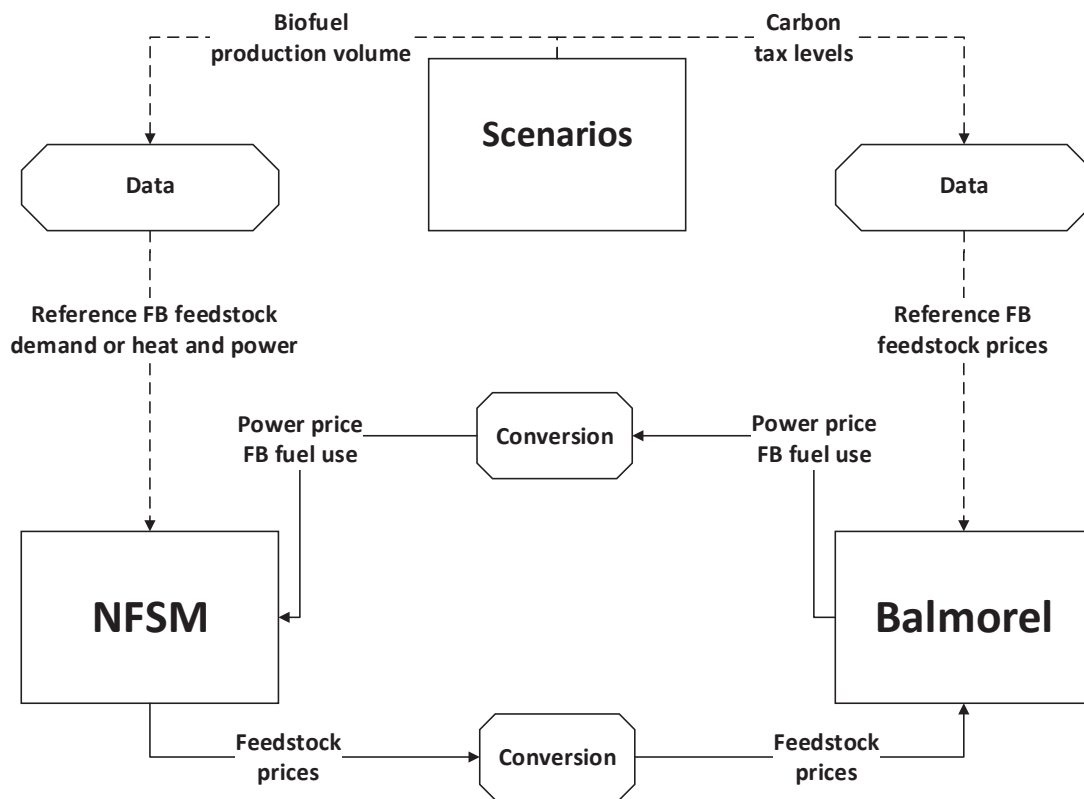 Biofuel
production volume
Carbon
tax levels
Scenarios
Data
Data
Reference FB feedstock
demand or heat and power
Reference FB
feedstock prices
Power price
FB fuel use
Conversion
Power price
FB fuel use
NFSM
Balmorel
Feedstock
prices
Conversion
Feedstock
prices